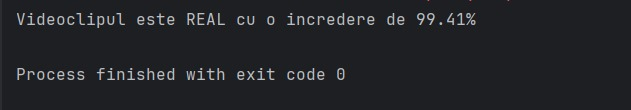 Videoclipul este REAL cu o incredere de 99.41%
Process finished with exit code 0